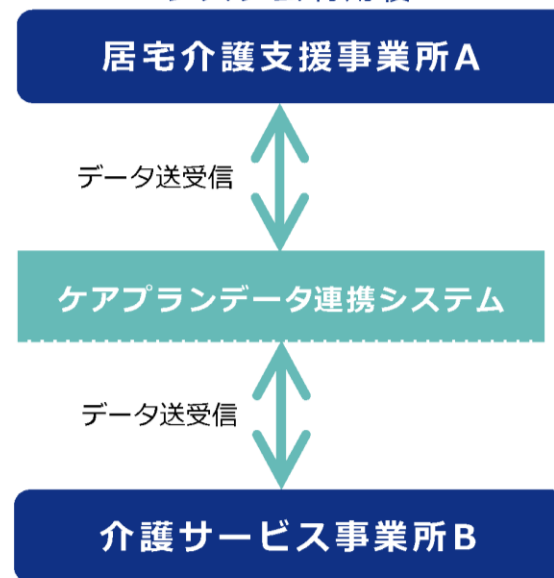 居宅介護支援事業所A
データ送受信
ケアプランデータ連携システム
データ送受信
介護サービス事業所B